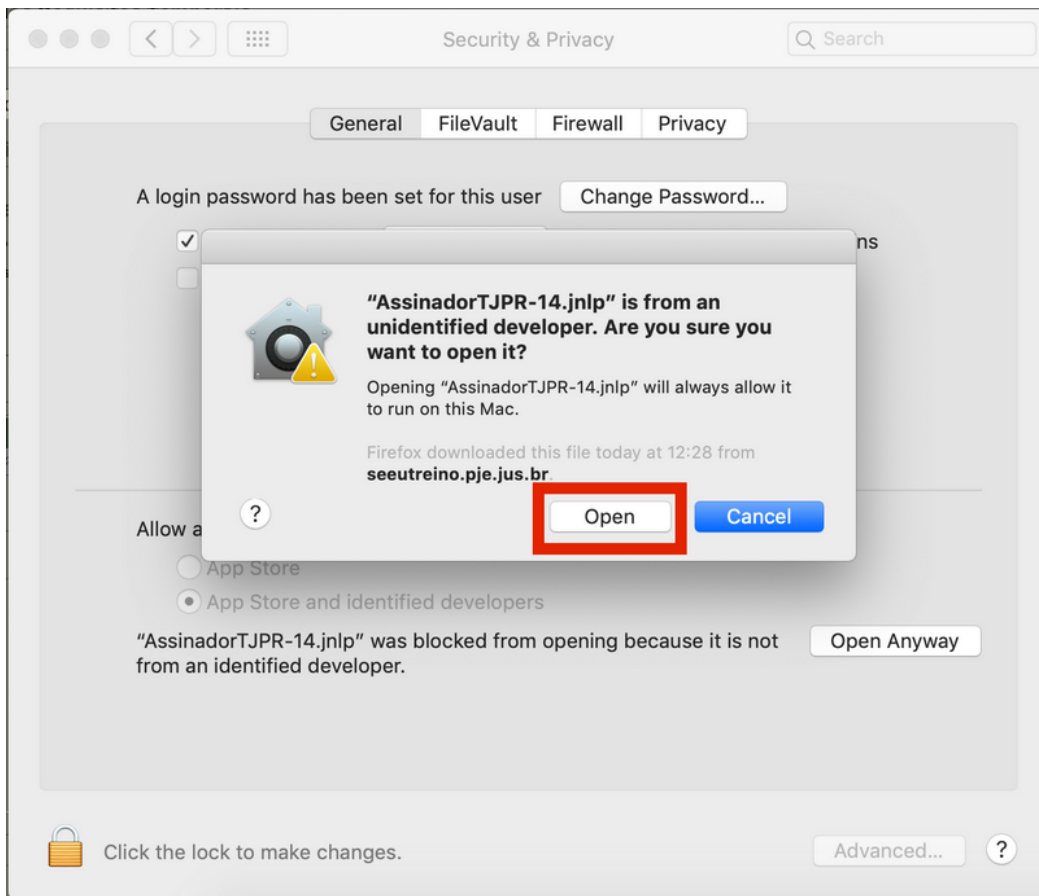 Security & Privacy
Search
General FileVault Firewall Privacy
A login password has been set for this user Change Password...
ns
“AssinadorTJPR-14.jnlp” is from an
unidentified developer. Are you sure you
want to open it?
Opening “AssinadorTJPR-14.jnlp” will always allow it
to run on this Mac.
Firefox downloaded this file today at 12:28 from
seeutreino.pje.jus.br.
? Open Cancel
Allow a
App Store
App Store and identified developers
“AssinadorTJPR-14.jnlp” was blocked from opening because it is not
from an identified developer.
Open Anyway
Click the lock to make changes.
Advanced... ?